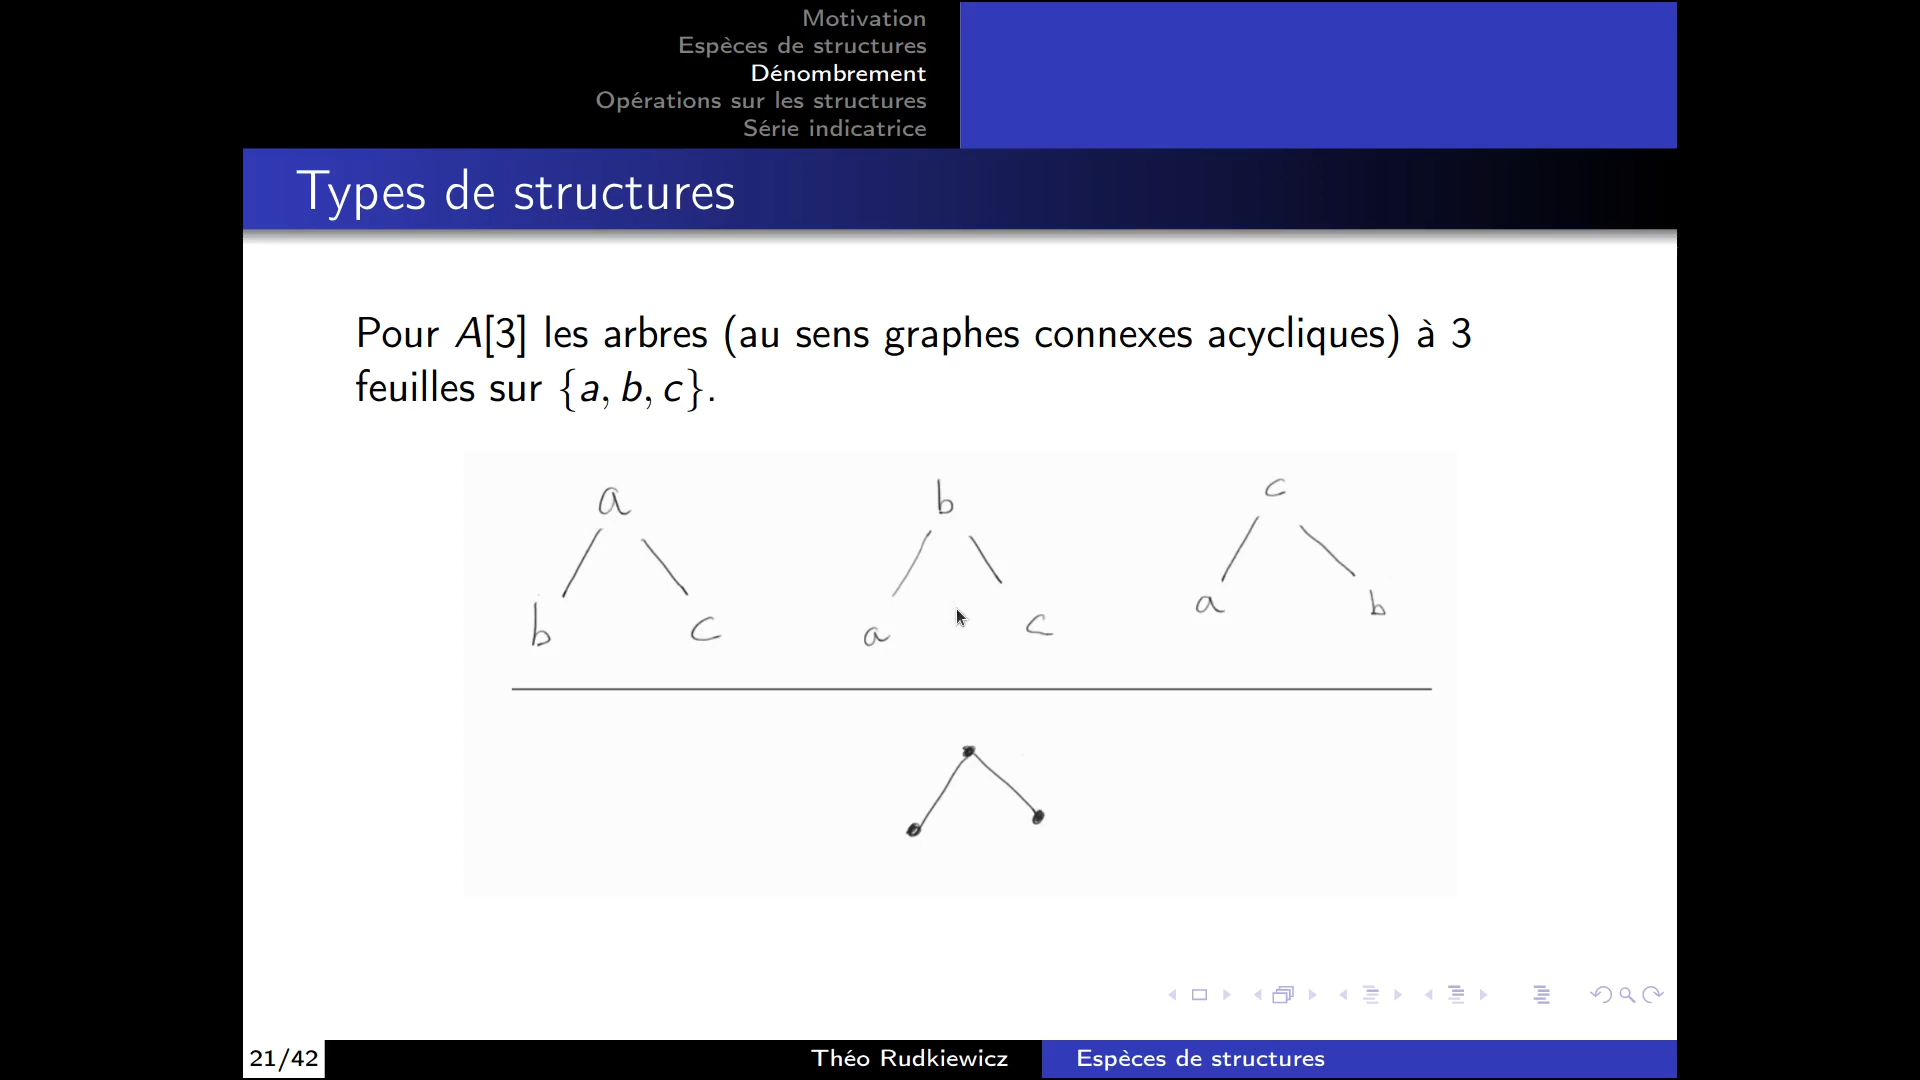 Motivation
Espèces de structures
Dénombrement
Opérations sur les structures
Série indicatrice
Types de structures
Pour A[3] les arbres (au sens graphes connexes acycliques) à 3
feuilles sur {a, b, c}.
a b c
b c a c a b
21/42 Théo Rudkiewicz Espèces de structures